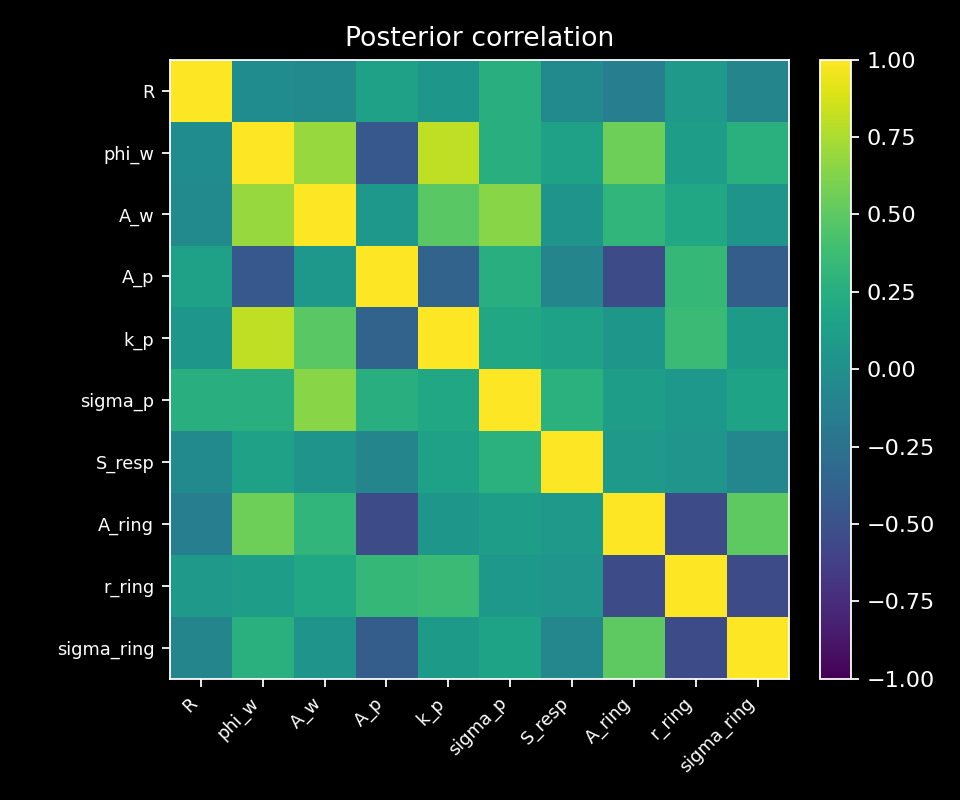 Posterior correlation
R
phi_w
A_w
A_p
k_p
sigma_p
S_resp
A_ring
r_ring
sigma_ring
R
phi_w
A_w
A_p
k_p
sigma_p
S_resp
A_ring
r_ring
sigma_ring
1.00
0.75
0.50
0.25
0.00
−0.25
−0.50
−0.75
−1.00